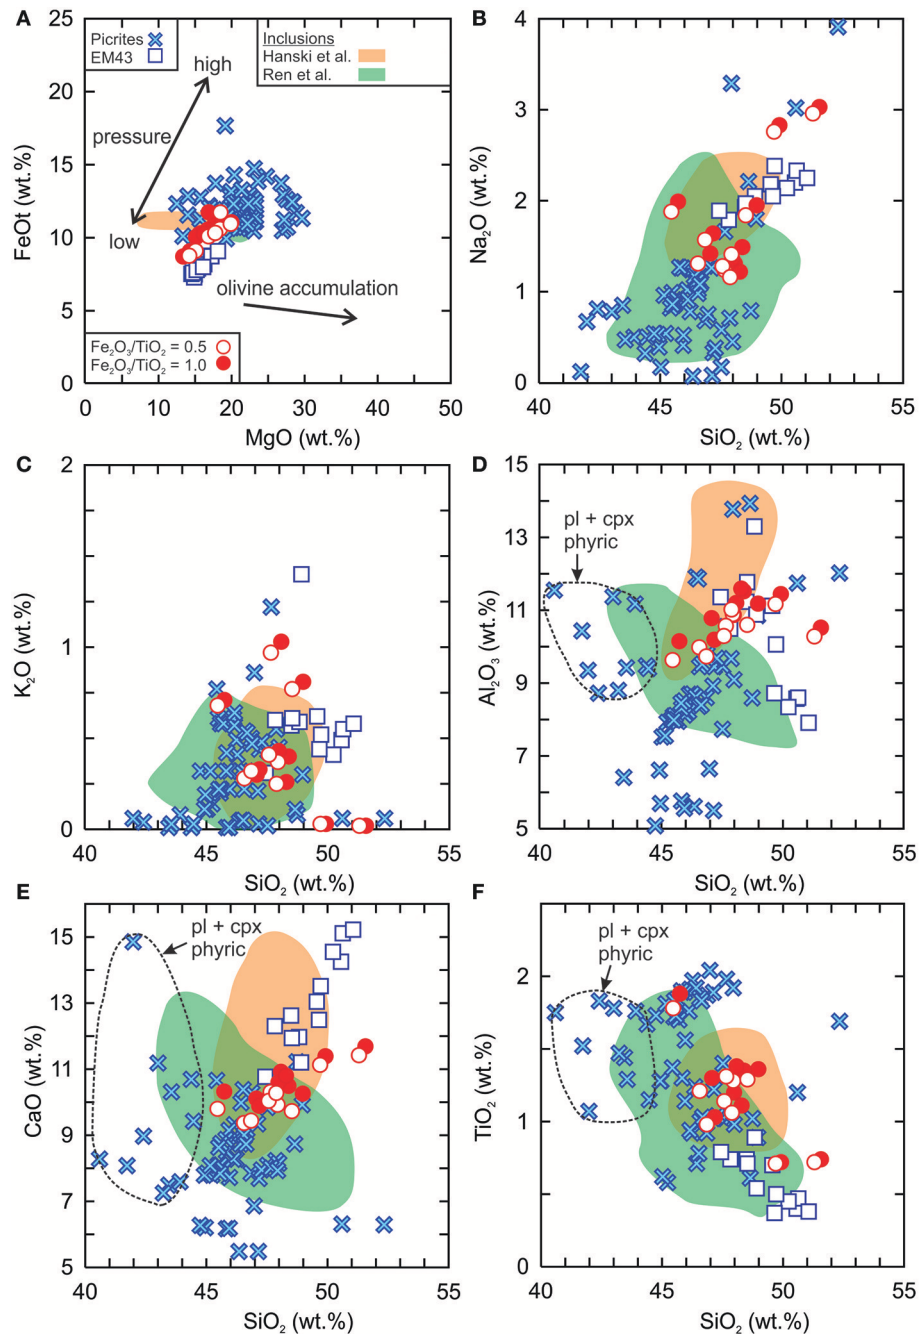 A
25
20
15
10
5
0
0
10
20
30
40
50
FeOt (wt.%)
MgO (wt.%)
Picrites
EM43
Inclusions
Hanski et al.
Ren et al.
high
pressure
low
olivine accumulation
Fe₂O₃/TiO₂ = 0.5
Fe₂O₃/TiO₂ = 1.0
B
4
3
2
1
0
40
45
50
55
Na₂O (wt.%)
SiO₂ (wt.%)
C
2
1
0
40
45
50
55
K₂O (wt.%)
SiO₂ (wt.%)
D
15
13
11
9
7
5
40
45
50
55
Al₂O₃ (wt.%)
SiO₂ (wt.%)
pl + cpx
phyric
E
15
13
11
9
7
5
40
45
50
55
CaO (wt.%)
SiO₂ (wt.%)
pl + cpx
phyric
F
2
1
0
40
45
50
55
TiO₂ (wt.%)
SiO₂ (wt.%)
pl + cpx
phyric